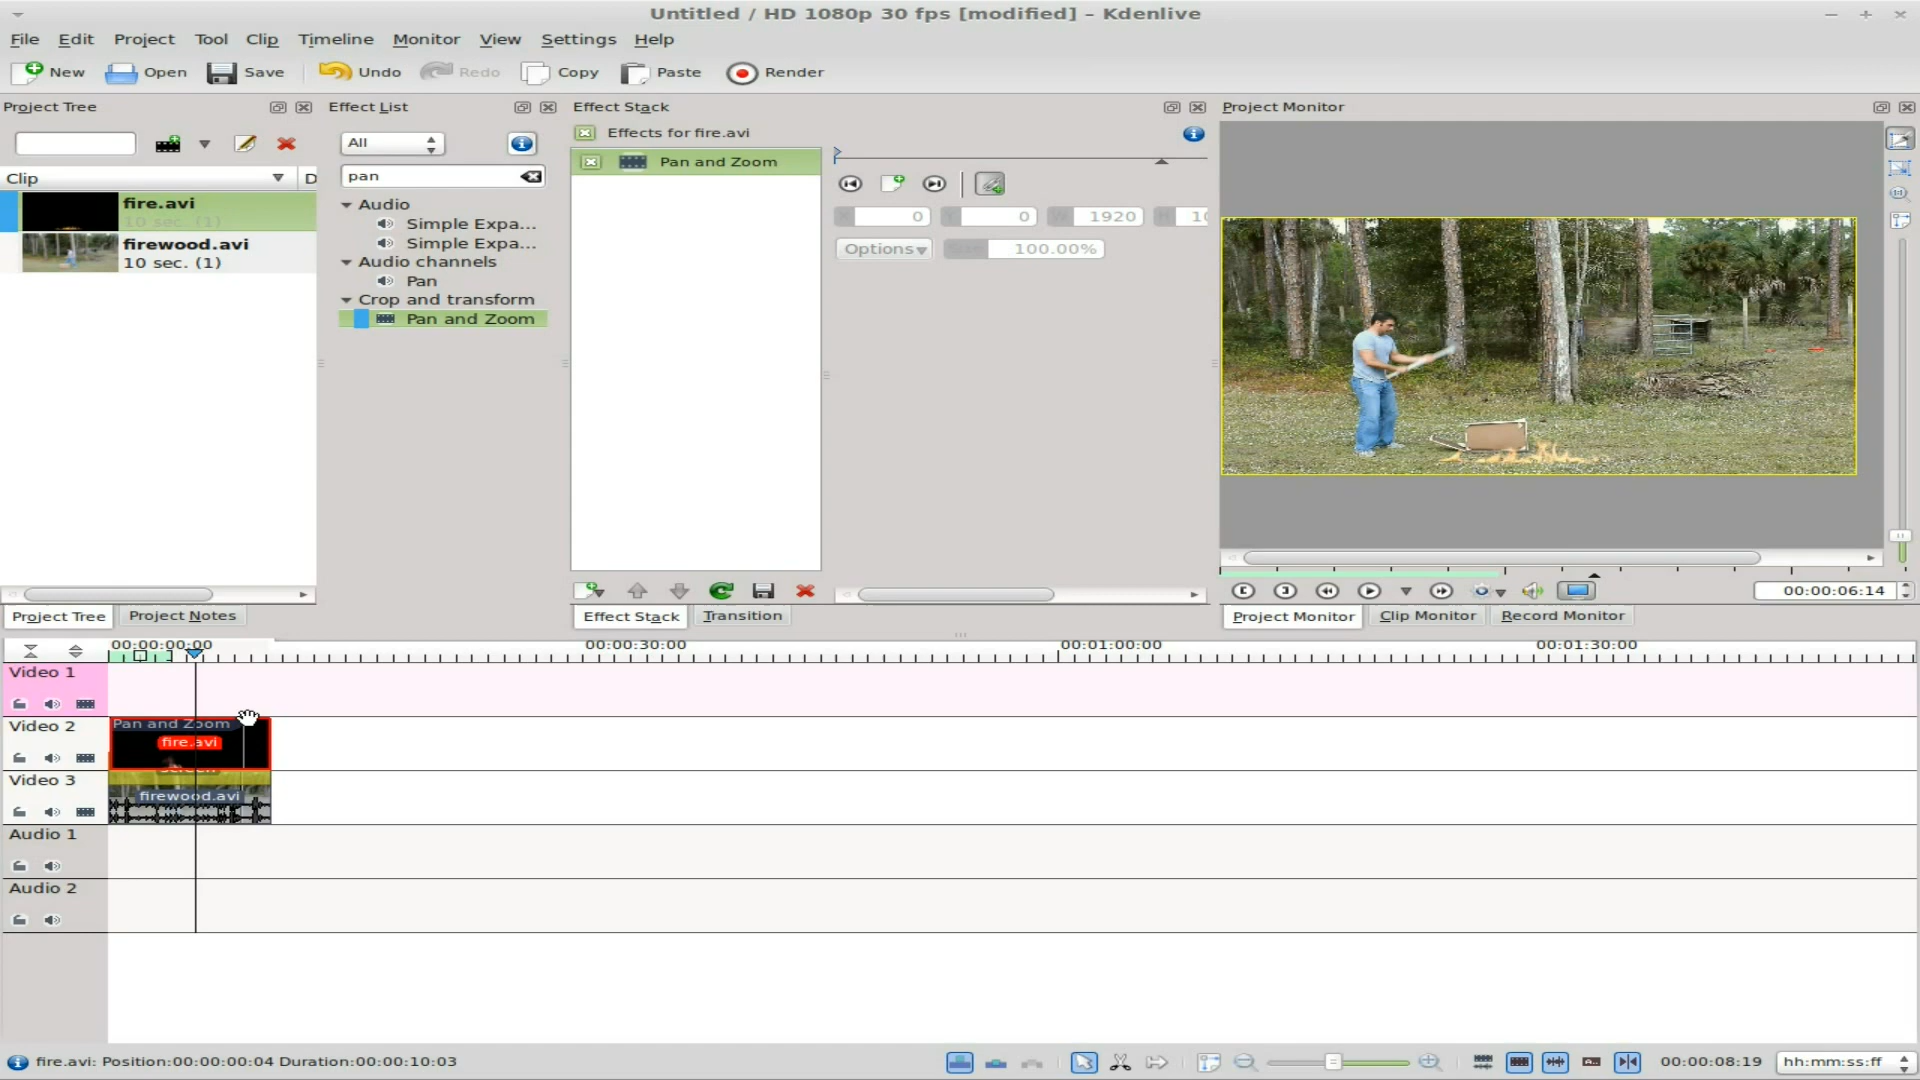 Untitled / HD 1080p 30 fps [modified] – Kdenlive
File Edit Project Tool Clip Timeline Monitor View Settings Help
New Open Save Undo Redo Copy Paste Render
Project Tree
Clip
D
fire.avi
10 sec. (1)
firewood.avi
10 sec. (1)
Project Tree Project Notes
Effect List
All
pan
Audio
Simple Expa...
Simple Expa...
Audio channels
Pan
Crop and transform
Pan and Zoom
Effect Stack
Effects for fire.avi
Pan and Zoom
X 0 Y 0 W 1920 H 10
Options Size 100.00%
Effect Stack Transition
Project Monitor
00:00:06:14
Project Monitor Clip Monitor Record Monitor
00:00:00:00 00:00:30:00 00:01:00:00 00:01:30:00
Video 1
Video 2
Pan and Zoom
fire.avi
Video 3
Screen
firewood.avi
Audio 1
Audio 2
fire.avi: Position:00:00:00:04 Duration:00:00:10:03
00:00:08:19 hh:mm:ss:ff